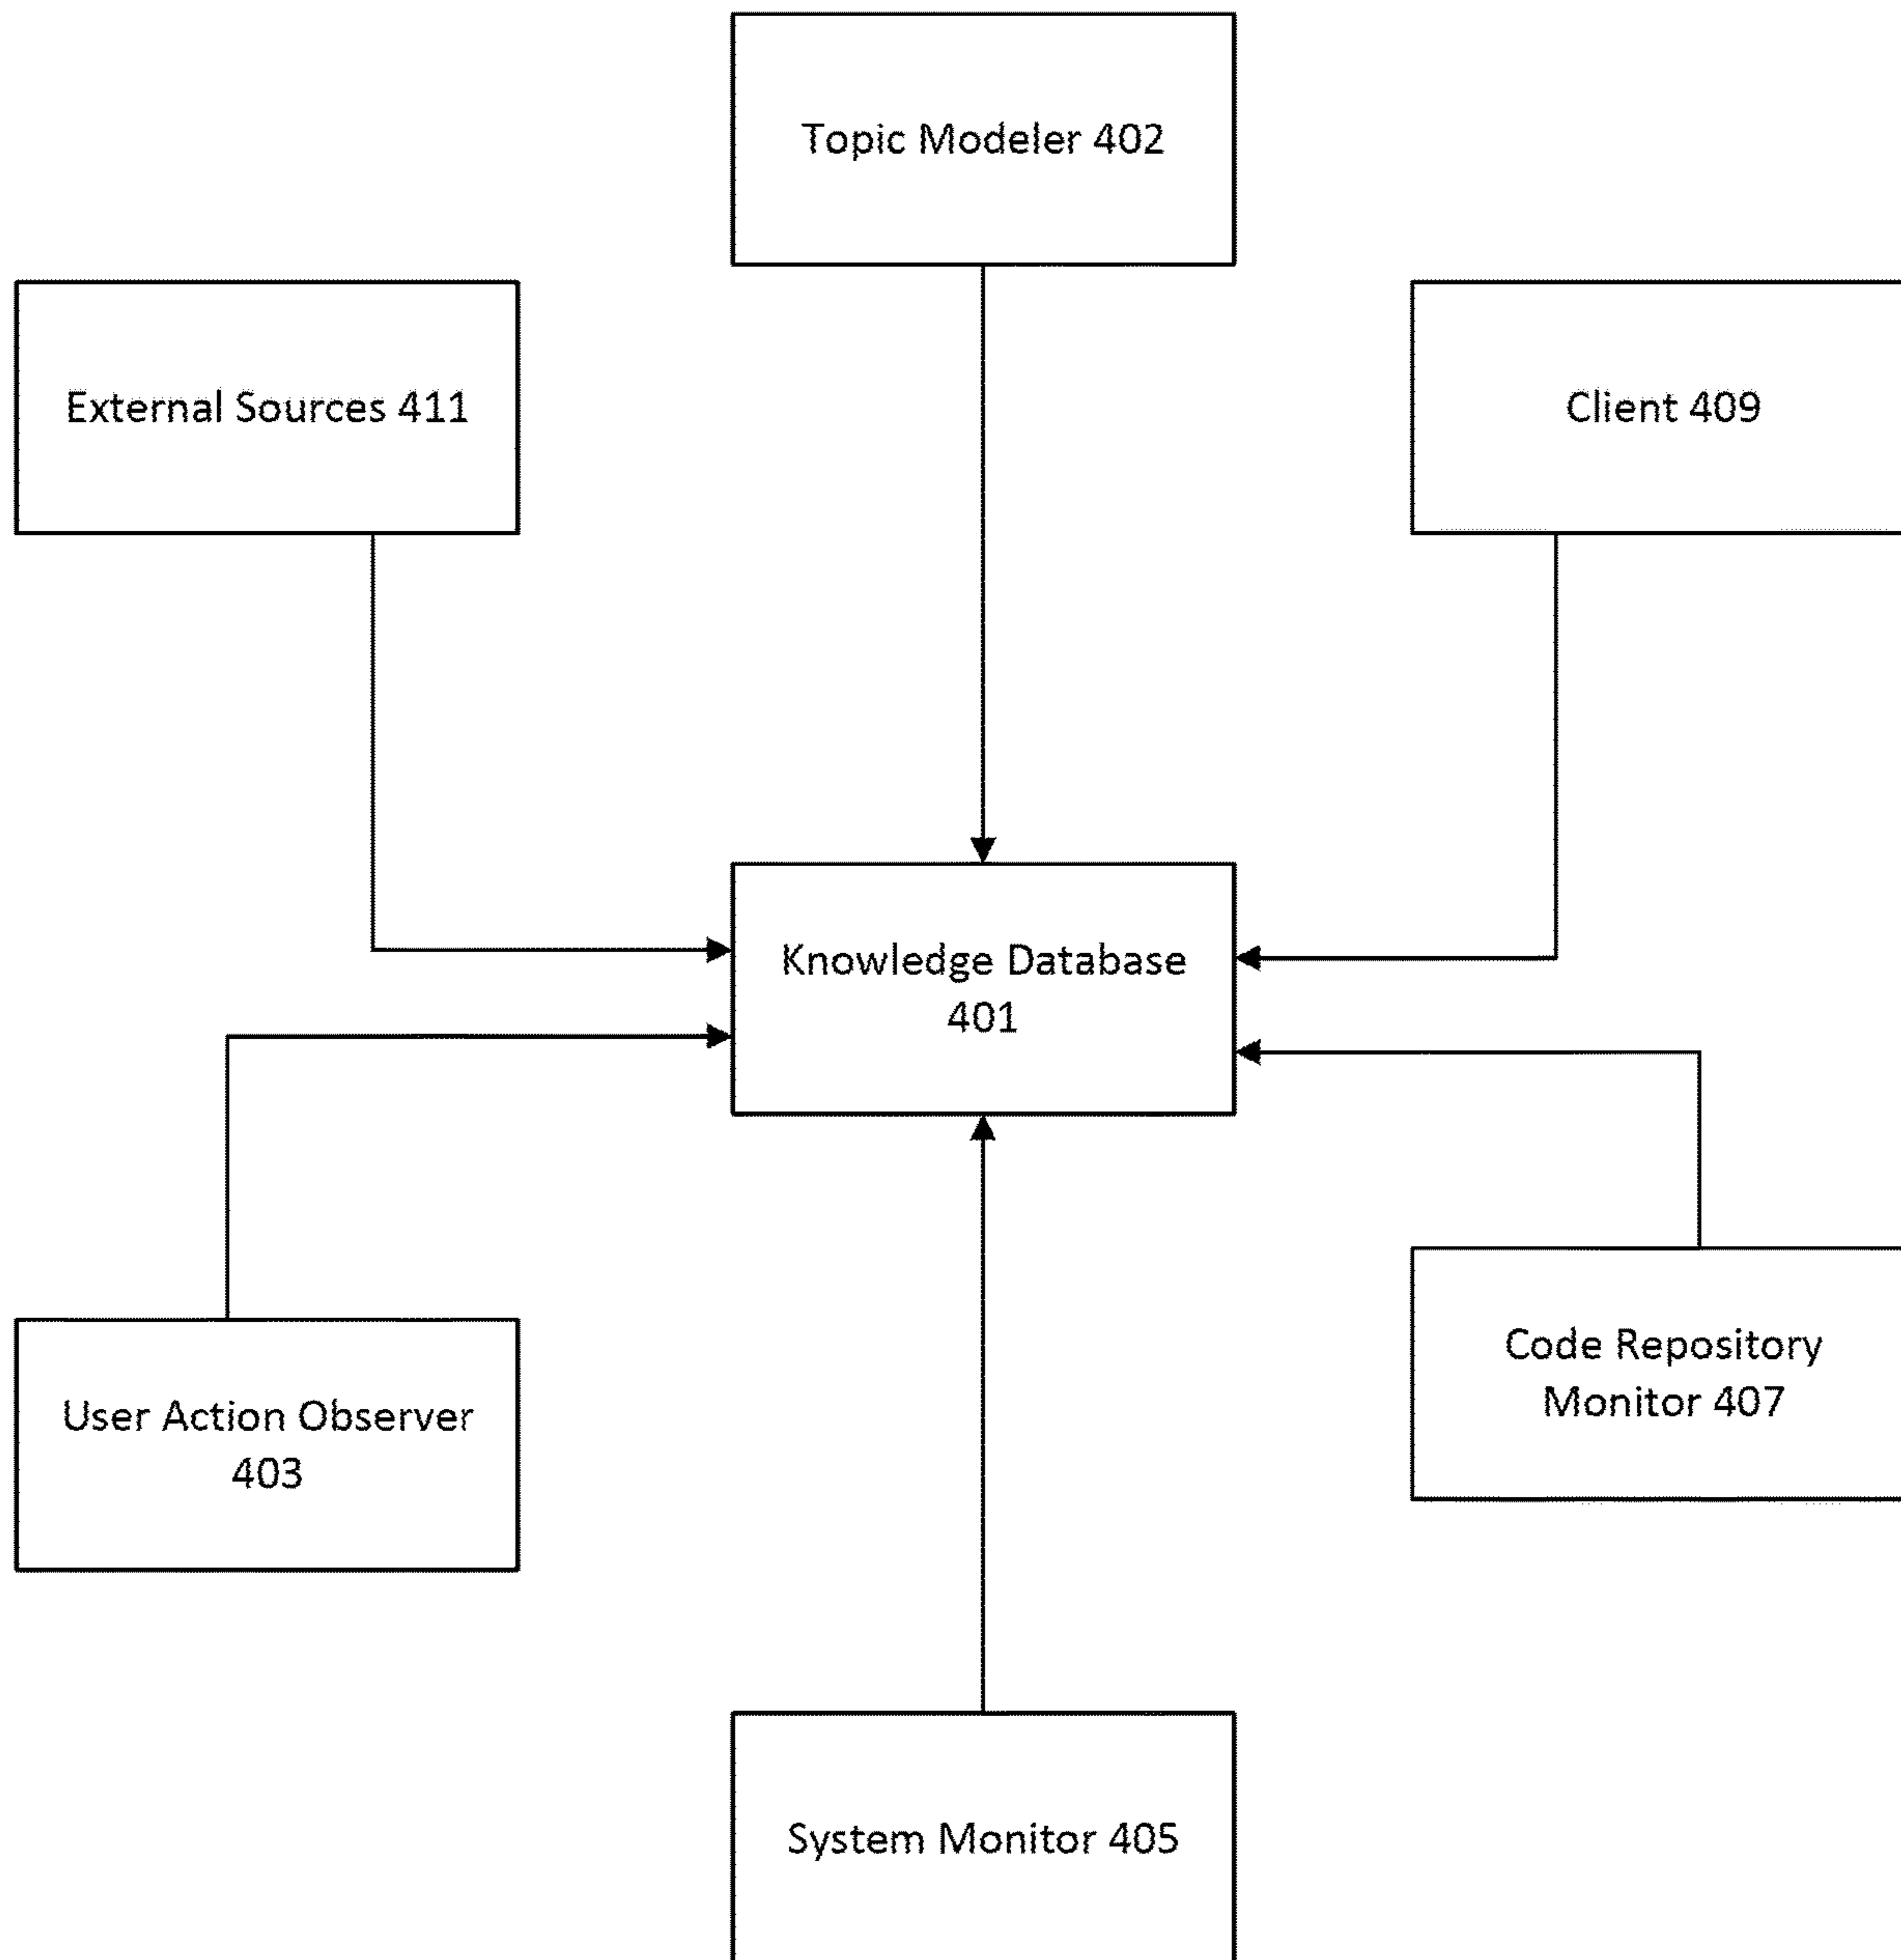 Topic Modeler 402
External Sources 411
Client 409
Knowledge Database
401
Code Repository
Monitor 407
User Action Observer
403
System Monitor 405